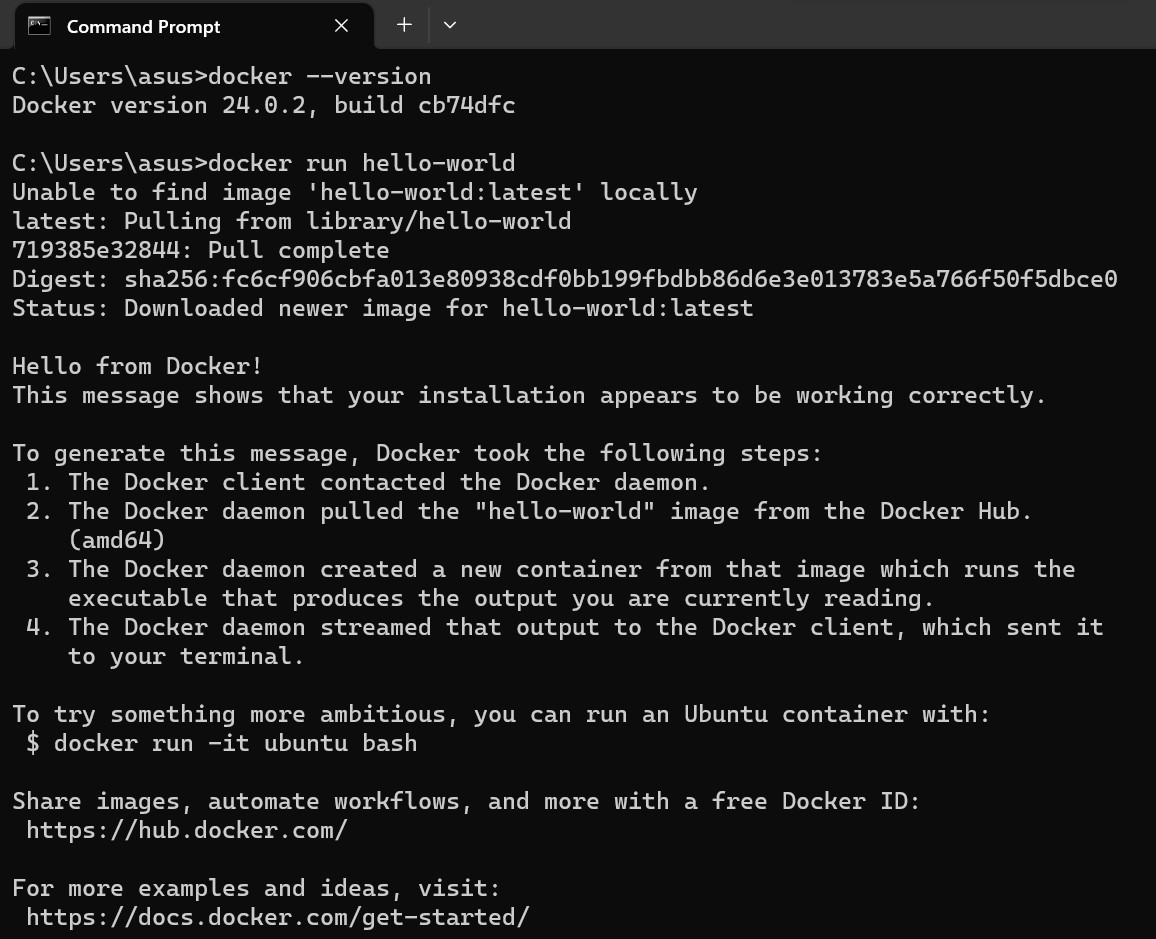 Command Prompt
C:\Users\asus>docker --version
Docker version 24.0.2, build cb74dfc
C:\Users\asus>docker run hello-world
Unable to find image 'hello-world:latest' locally
latest: Pulling from library/hello-world
719385e32844: Pull complete
Digest: sha256:fc6cf906cbfa013e80938cdf0bb199fbdbb86d6e3e013783e5a766f50f5dbce0
Status: Downloaded newer image for hello-world:latest
Hello from Docker!
This message shows that your installation appears to be working correctly.
To generate this message, Docker took the following steps:
1. The Docker client contacted the Docker daemon.
2. The Docker daemon pulled the "hello-world" image from the Docker Hub.
(amd64)
3. The Docker daemon created a new container from that image which runs the
executable that produces the output you are currently reading.
4. The Docker daemon streamed that output to the Docker client, which sent it
to your terminal.
To try something more ambitious, you can run an Ubuntu container with:
$ docker run -it ubuntu bash
Share images, automate workflows, and more with a free Docker ID:
https://hub.docker.com/
For more examples and ideas, visit:
https://docs.docker.com/get-started/